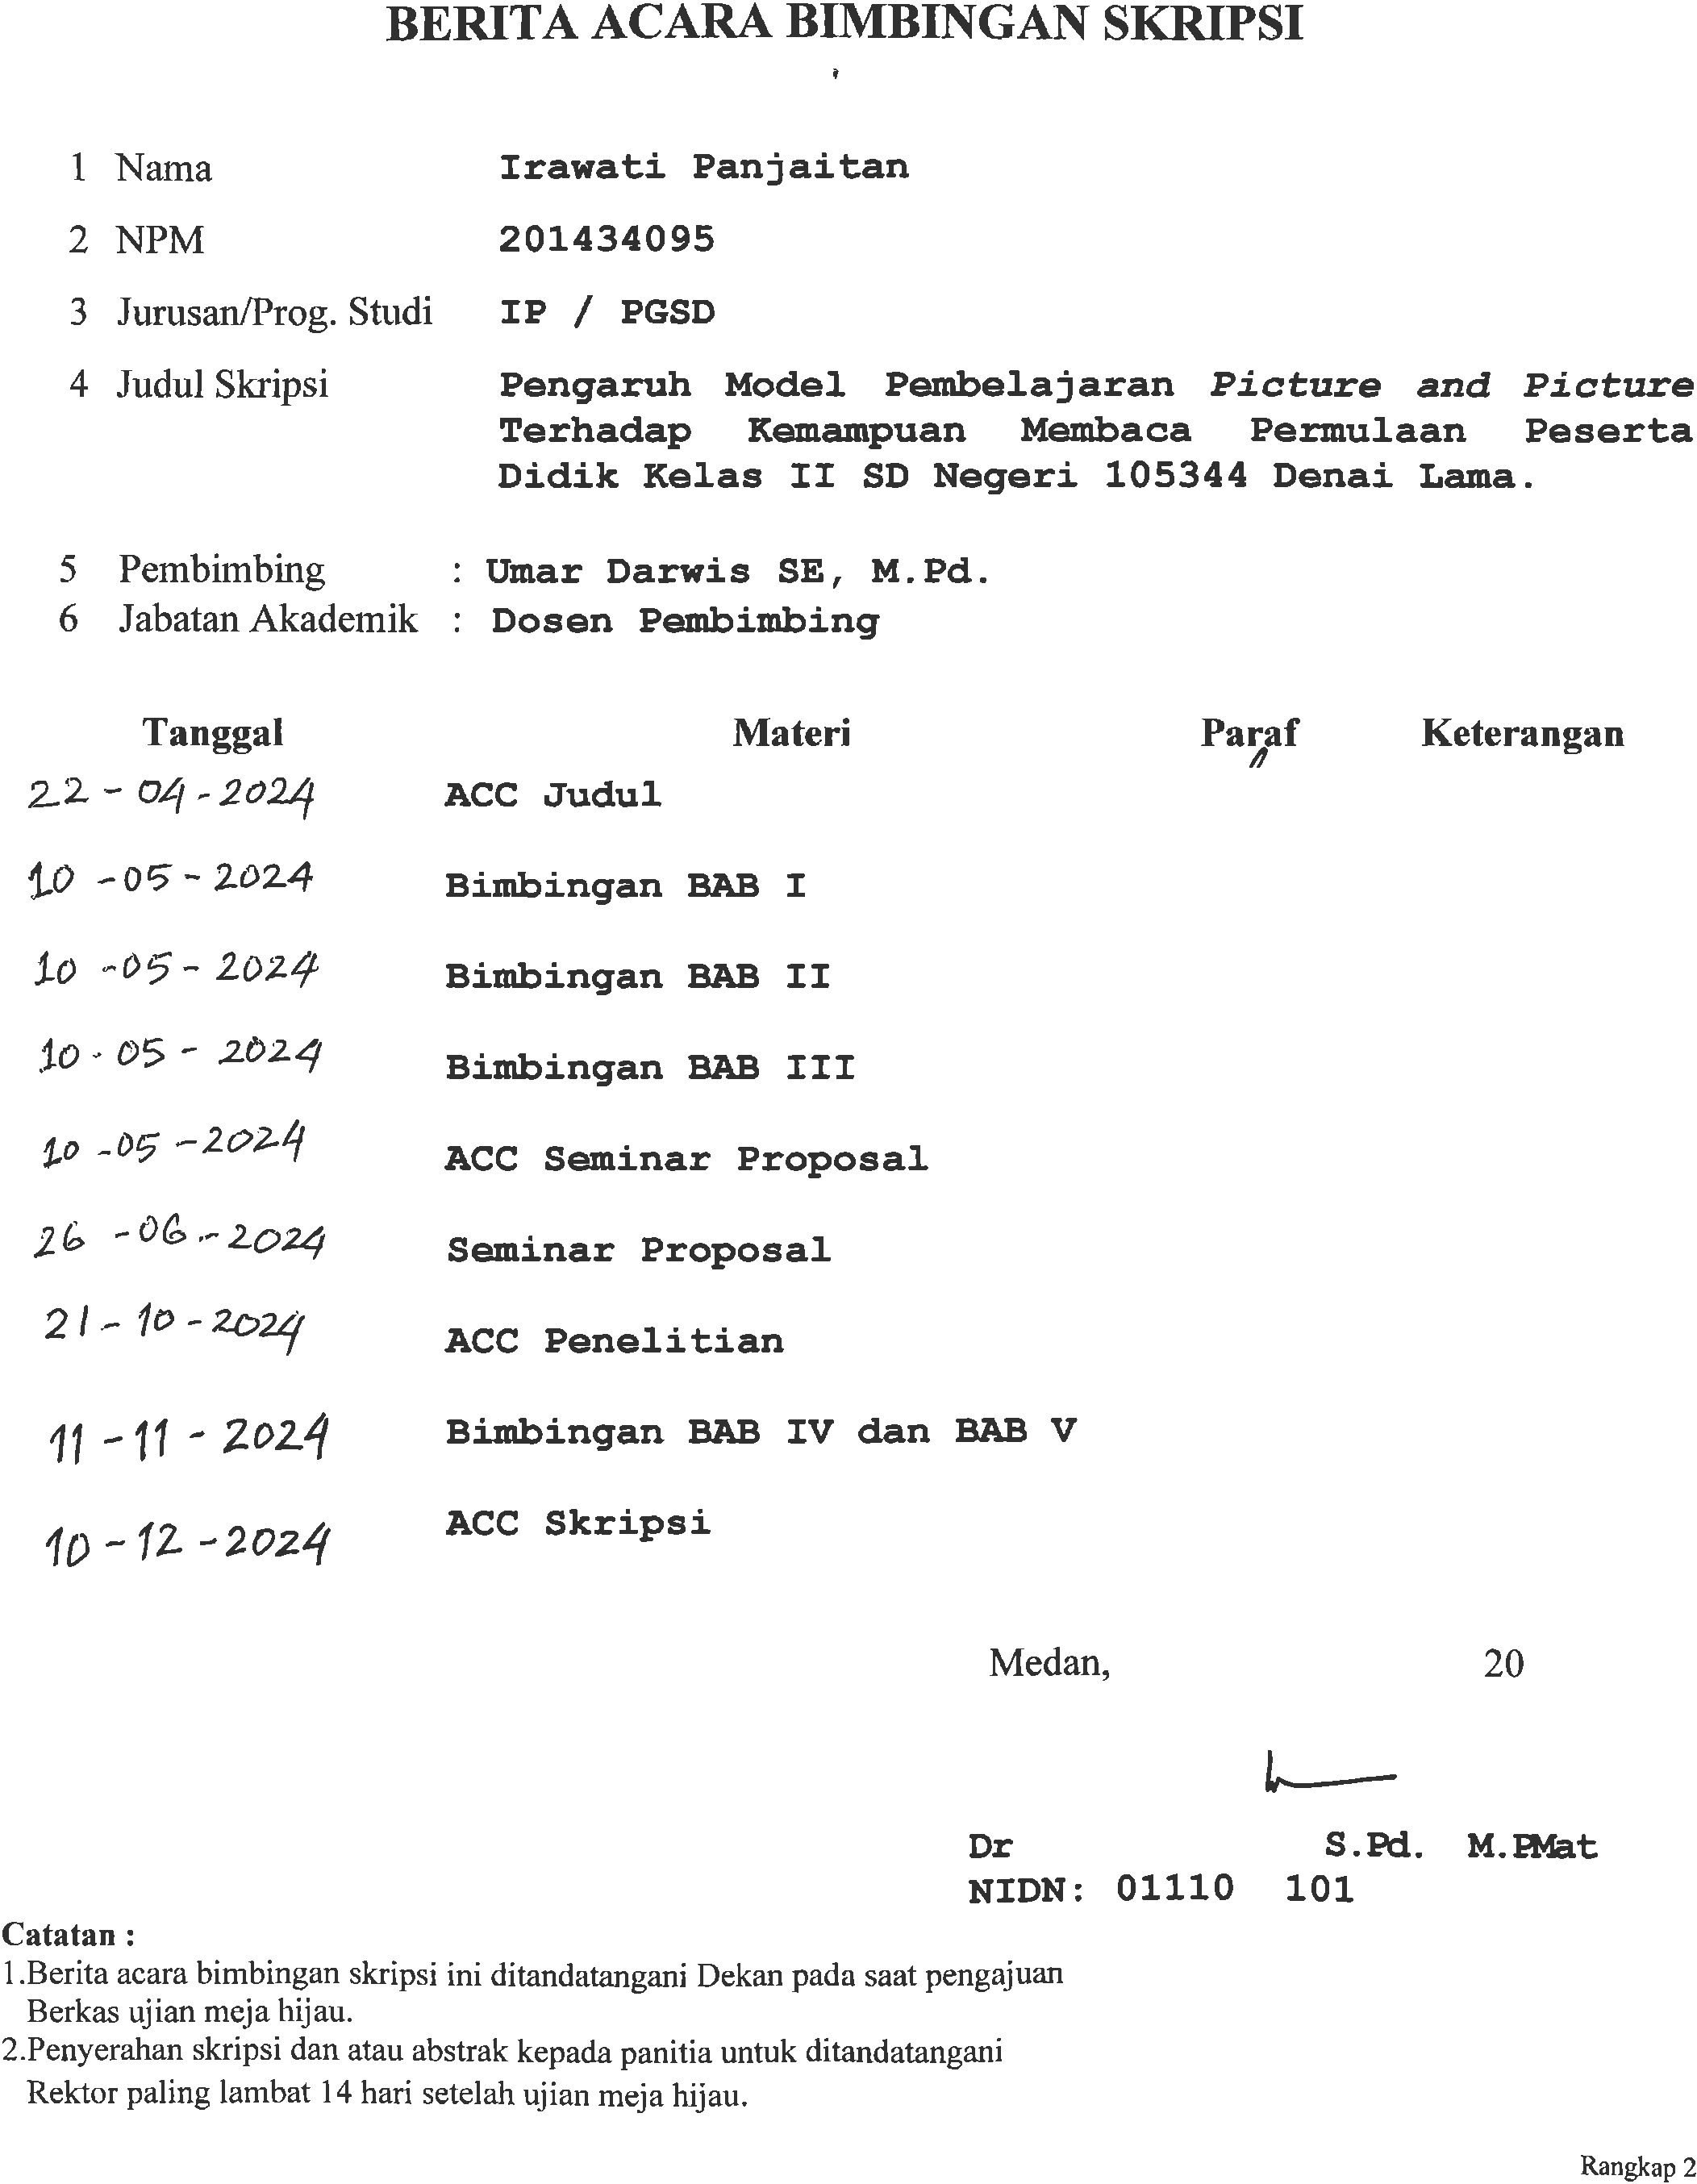 BERITA ACARA BIMBINGAN SKRIPSI
1 Nama Irawati Panjaitan
2 NPM 201434095
3 Jurusan/Prog. Studi IP / PGSD
4 Judul Skripsi Pengaruh Model Pembelajaran Picture and Picture
Terhadap Kemampuan Membaca Permulaan Peserta
Didik Kelas II SD Negeri 105344 Denai Lama.
5 Pembimbing : Umar Darwis SE, M.Pd.
6 Jabatan Akademik : Dosen Pembimbing
Tanggal Materi Paraf Keterangan
22-04-2024 ACC Judul
10-05-2024 Bimbingan BAB I
10-05-2024 Bimbingan BAB II
10-05-2024 Bimbingan BAB III
10-05-2024 ACC Seminar Proposal
26-06-2024 Seminar Proposal
21-10-2024 ACC Penelitian
11-11-2024 Bimbingan BAB IV dan BAB V
10-12-2024 ACC Skripsi
Medan, 20
Dr S.Pd. M.PMat
NIDN: 01110 101
Catatan :
1.Berita acara bimbingan skripsi ini ditandatangani Dekan pada saat pengajuan
Berkas ujian meja hijau.
2.Penyerahan skripsi dan atau abstrak kepada panitia untuk ditandatangani
Rektor paling lambat 14 hari setelah ujian meja hijau.
Rangkap 2